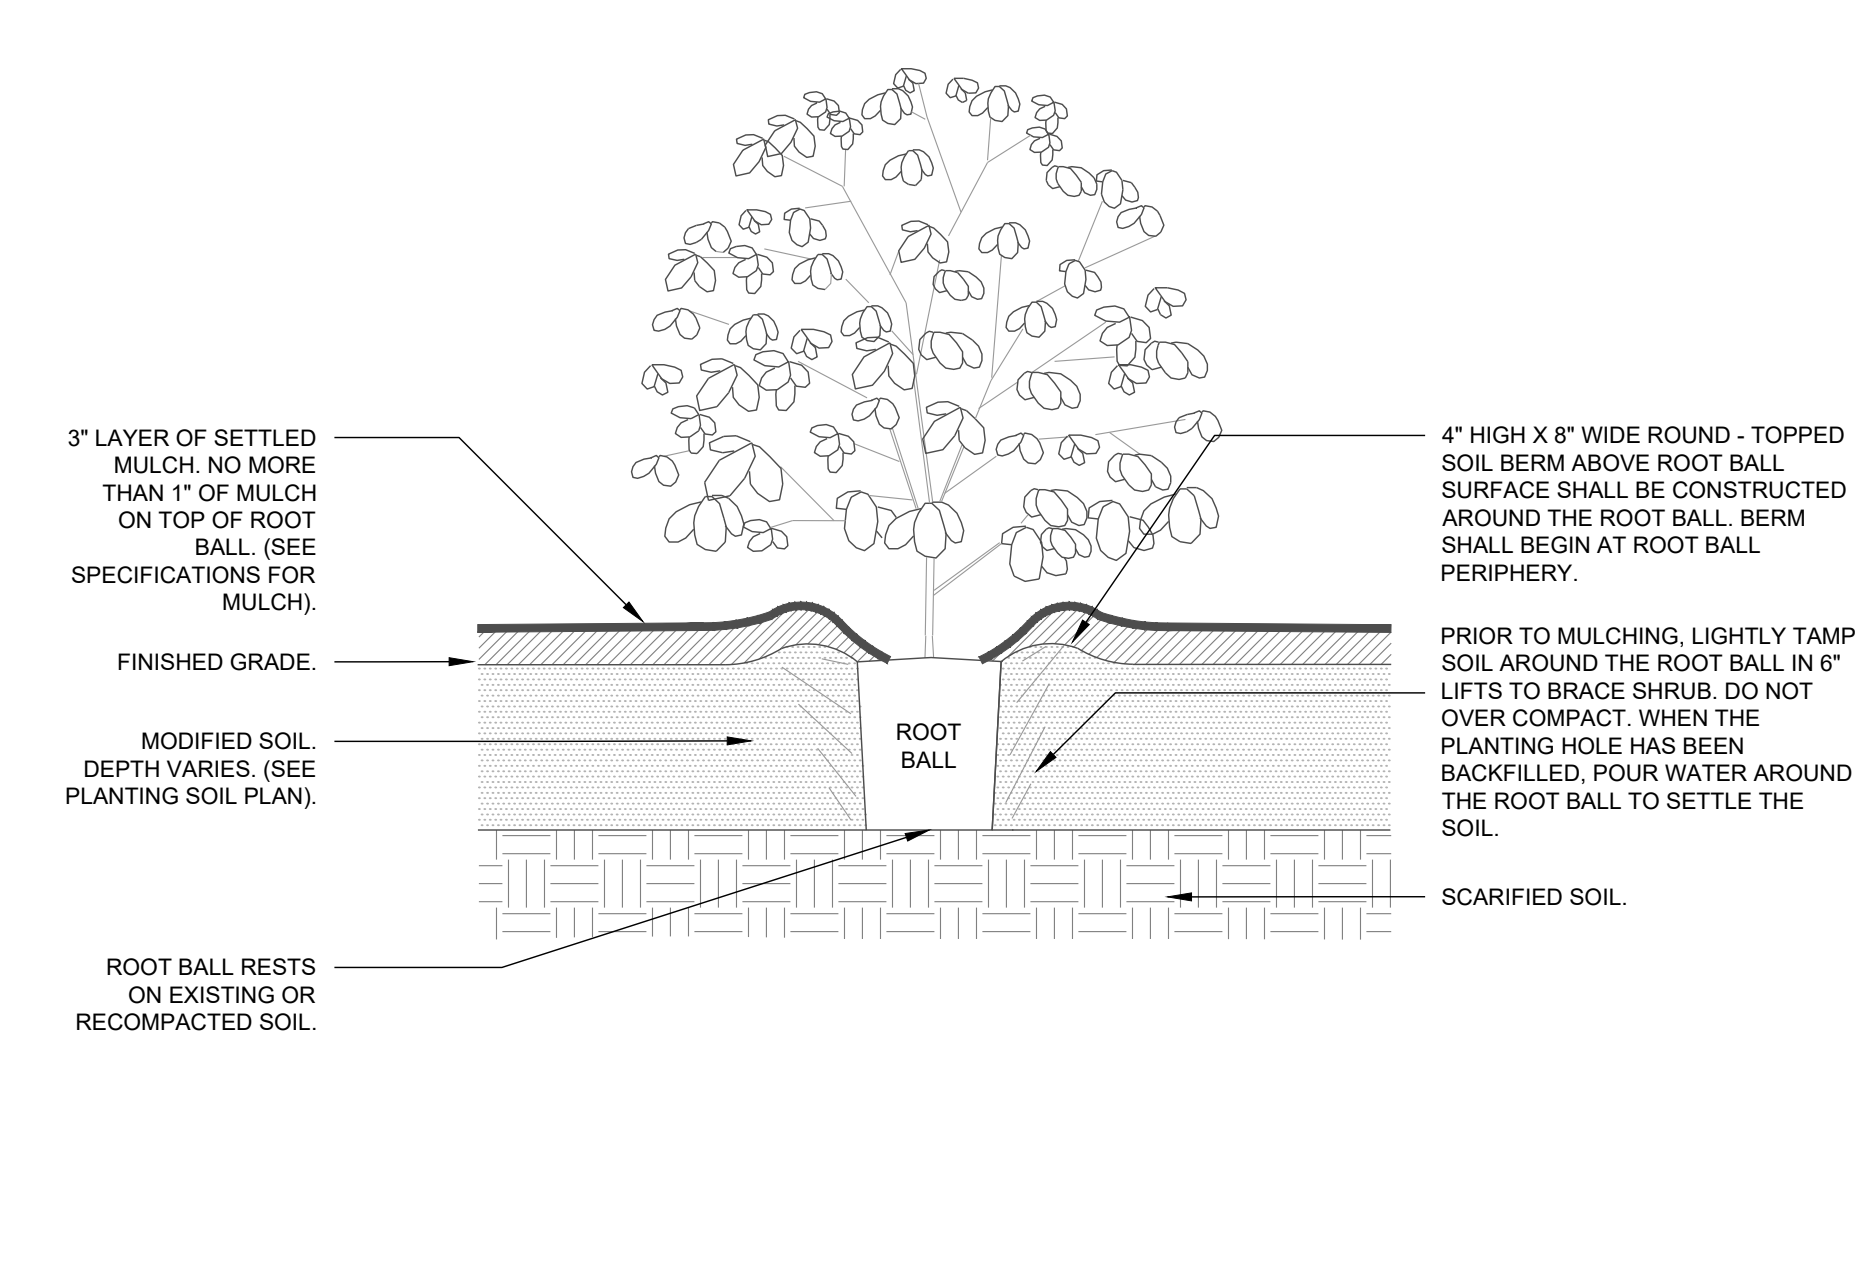 3" LAYER OF SETTLED
MULCH. NO MORE
THAN 1" OF MULCH
ON TOP OF ROOT
BALL. (SEE
SPECIFICATIONS FOR
MULCH).
FINISHED GRADE.
MODIFIED SOIL.
DEPTH VARIES. (SEE
PLANTING SOIL PLAN).
ROOT BALL RESTS
ON EXISTING OR
RECOMPACTED SOIL.
ROOT
BALL
4" HIGH X 8" WIDE ROUND - TOPPED
SOIL BERM ABOVE ROOT BALL
SURFACE SHALL BE CONSTRUCTED
AROUND THE ROOT BALL. BERM
SHALL BEGIN AT ROOT BALL
PERIPHERY.
PRIOR TO MULCHING, LIGHTLY TAMP
SOIL AROUND THE ROOT BALL IN 6"
LIFTS TO BRACE SHRUB. DO NOT
OVER COMPACT. WHEN THE
PLANTING HOLE HAS BEEN
BACKFILLED, POUR WATER AROUND
THE ROOT BALL TO SETTLE THE
SOIL.
SCARIFIED SOIL.